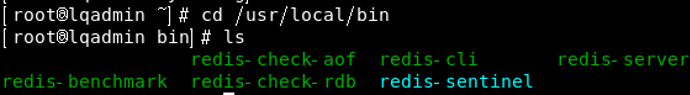 [root@lqadmin ~]# cd /usr/local/bin
[root@lqadmin bin]# ls
redis-check-aof redis-cli redis-server
redis-benchmark redis-check-rdb redis-sentinel